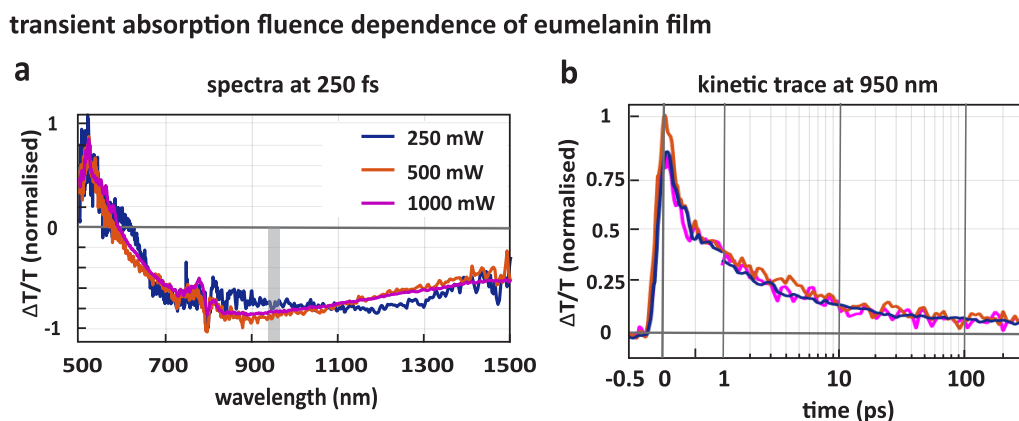 transient absorption fluence dependence of eumelanin film
a
spectra at 250 fs
ΔT/T (normalised)
1
0
-1
250 mW
500 mW
1000 mW
500 700 900 1100 1300 1500
wavelength (nm)
b
kinetic trace at 950 nm
ΔT/T (normalised)
1
0.75
0.5
0.25
0
-0.5 0 1 10 100
time (ps)